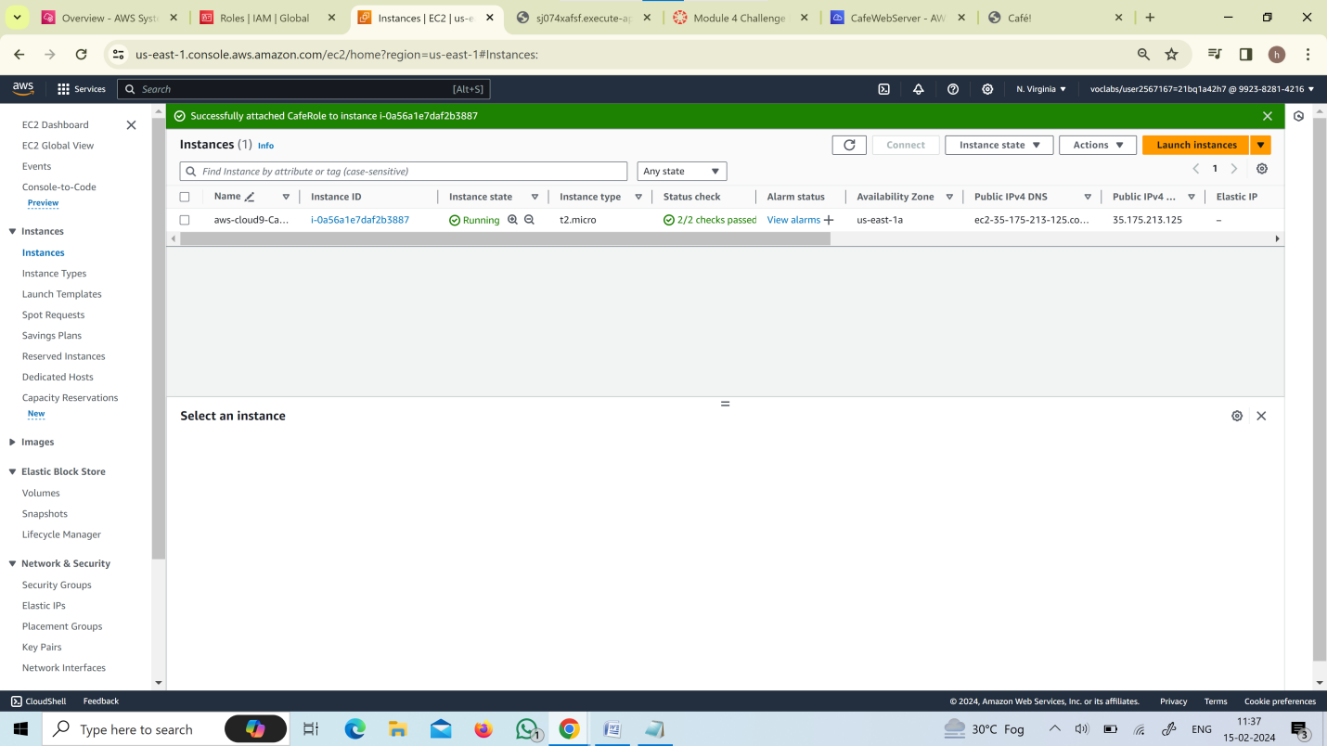 Overview - AWS Syst
Roles | IAM | Global
Instances | EC2 | us-e
sj074xafsf.execute-ap
Module 4 Challenge
CafeWebServer - AW
Café!
us-east-1.console.aws.amazon.com/ec2/home?region=us-east-1#Instances:
h
aws
Services
Search
[Alt+S]
N. Virginia
voclabs/user2567167=21bq1a42h7 @ 9923-8281-4216
EC2 Dashboard
EC2 Global View
Events
Console-to-Code
Preview
Instances
Instances
Instance Types
Launch Templates
Spot Requests
Savings Plans
Reserved Instances
Dedicated Hosts
Capacity Reservations
New
Images
Elastic Block Store
Volumes
Snapshots
Lifecycle Manager
Network & Security
Security Groups
Elastic IPs
Placement Groups
Key Pairs
Network Interfaces
Successfully attached CafeRole to instance i-0a56a1e7daf2b3887
Instances (1) Info
Connect
Instance state
Actions
Launch instances
Find Instance by attribute or tag (case-sensitive)
Any state
1
Name Instance ID Instance state Instance type Status check Alarm status Availability Zone Public IPv4 DNS Public IPv4 ... Elastic IP
aws-cloud9-Ca... i-0a56a1e7daf2b3887 Running t2.micro 2/2 checks passed View alarms + us-east-1a ec2-35-175-213-125.co... 35.175.213.125 –
Select an instance
CloudShell
Feedback
© 2024, Amazon Web Services, Inc. or its affiliates.
Privacy
Terms
Cookie preferences
Type here to search
1
30°C Fog
ENG
11:37
15-02-2024
3